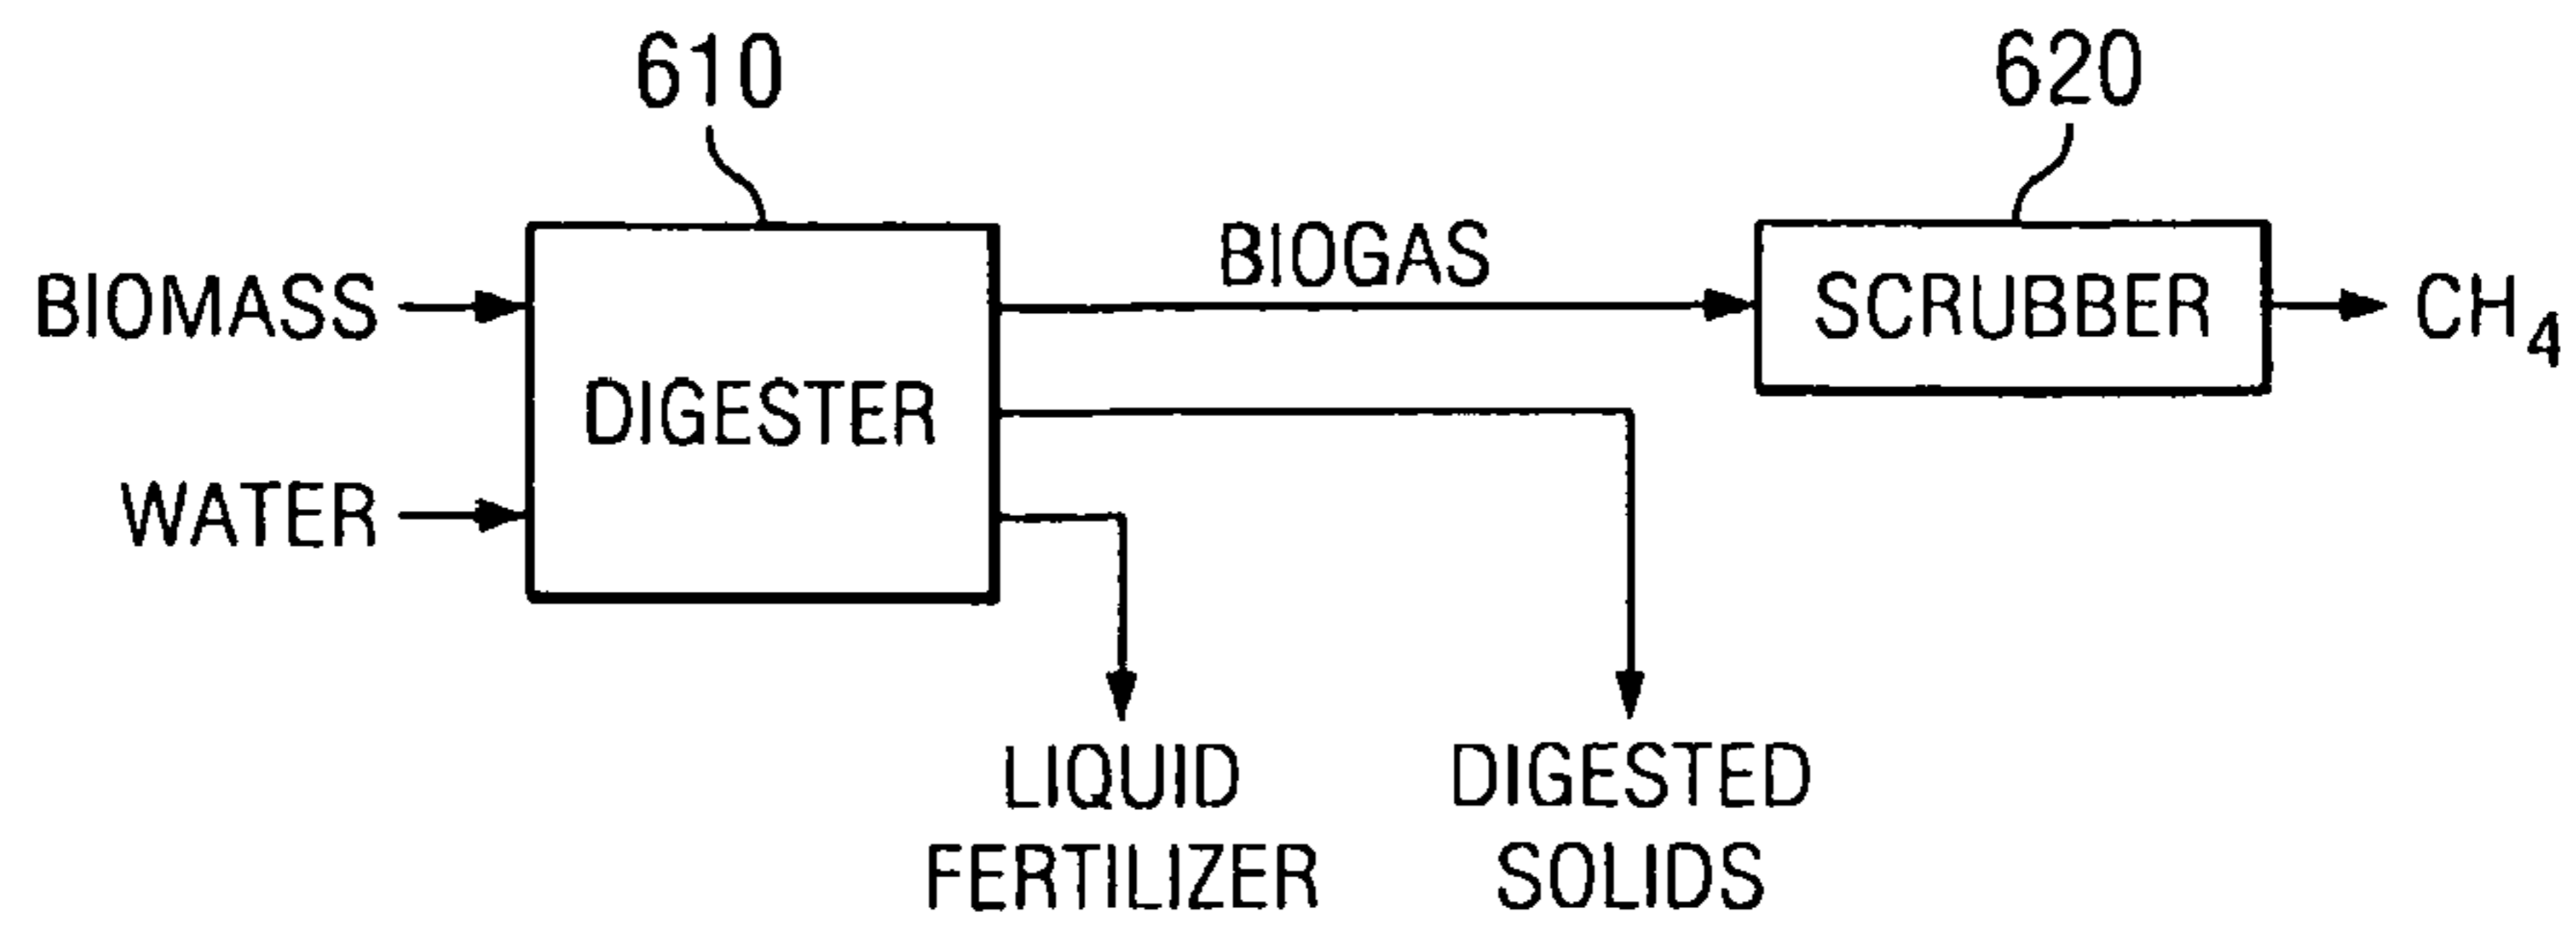 610
620
BIOMASS
WATER
DIGESTER
BIOGAS
SCRUBBER
CH4
LIQUID
FERTILIZER
DIGESTED
SOLIDS